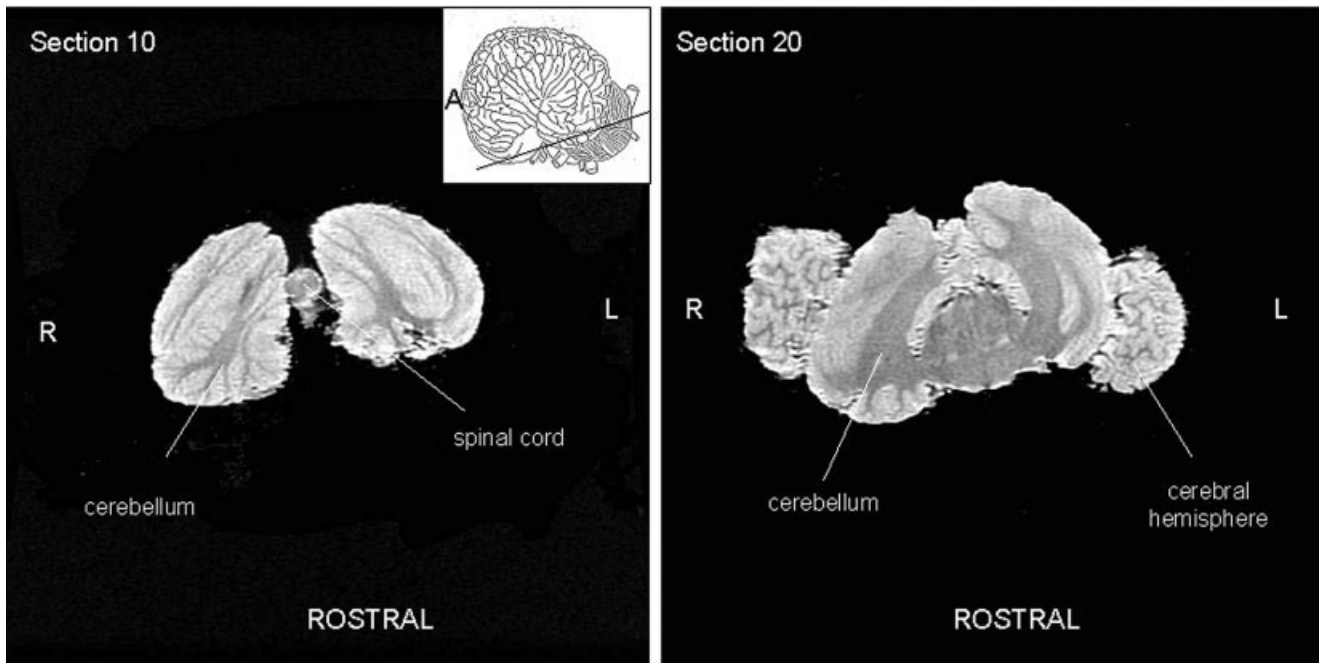 Section 10
A
R
L
spinal cord
cerebellum
ROSTRAL
Section 20
R
L
cerebellum
cerebral
hemisphere
ROSTRAL